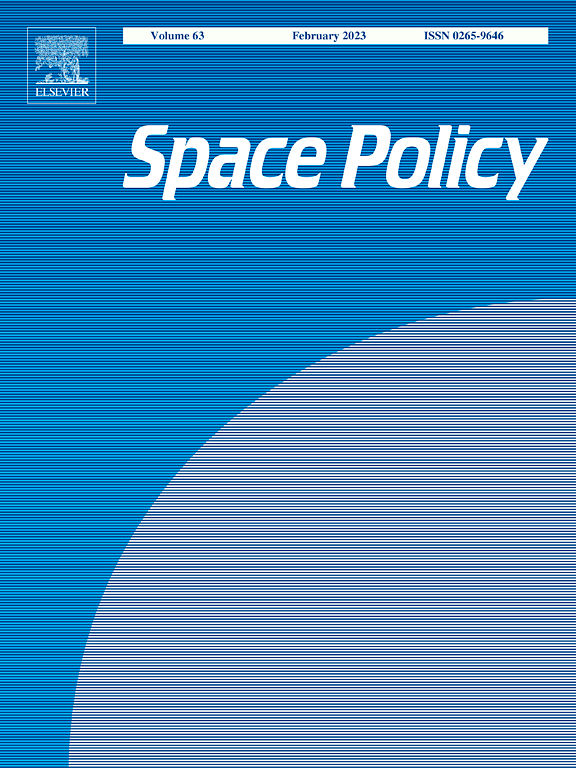 Volume 63 February 2023 ISSN 0265-9646
ELSEVIER
Space Policy